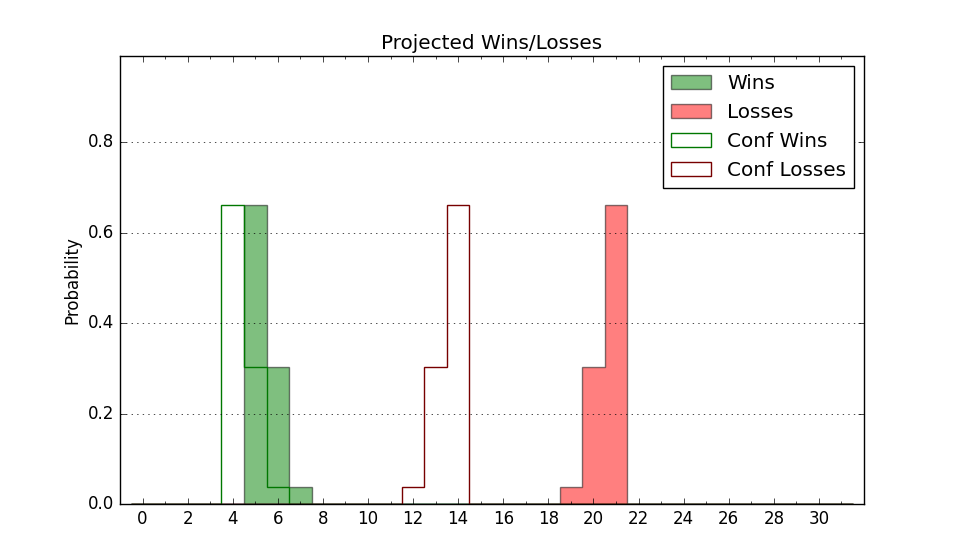 Projected Wins/Losses
Wins
Losses
Conf Wins
Conf Losses
Probability
0.8
0.6
0.4
0.2
0.0
0 2 4 6 8 10 12 14 16 18 20 22 24 26 28 30